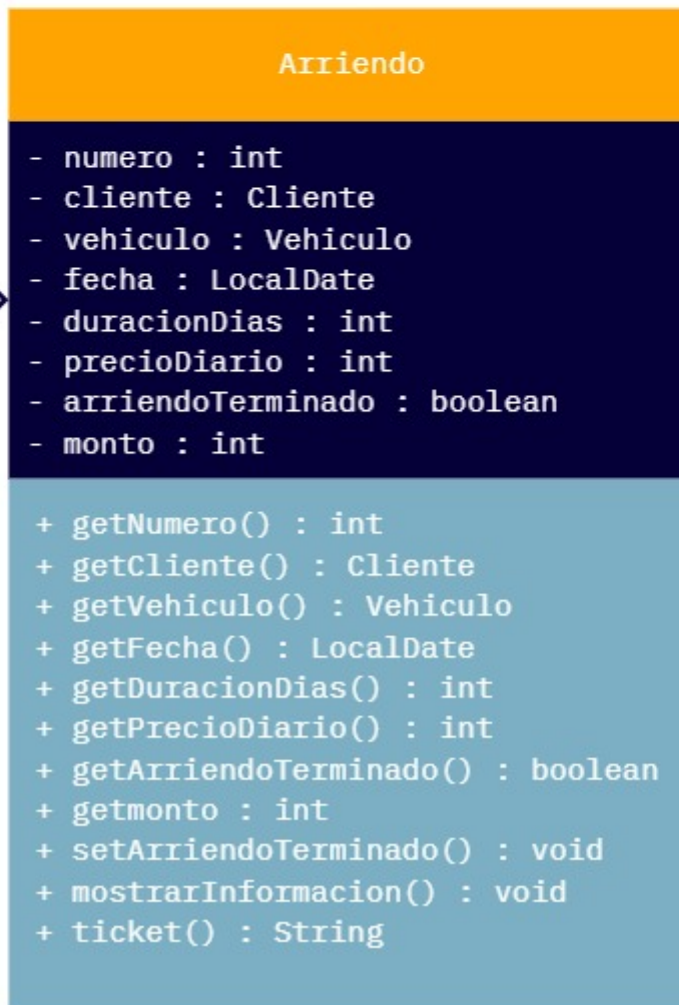 Arriendo
- numero : int
- cliente : Cliente
- vehiculo : Vehiculo
- fecha : LocalDate
- duracionDias : int
- precioDiario : int
- arriendoTerminado : boolean
- monto : int
+ getNumero() : int
+ getCliente() : Cliente
+ getVehiculo() : Vehiculo
+ getFecha() : LocalDate
+ getDuracionDias() : int
+ getPrecioDiario() : int
+ getArriendoTerminado() : boolean
+ getmonto : int
+ setArriendoTerminado() : void
+ mostrarInformacion() : void
+ ticket() : String